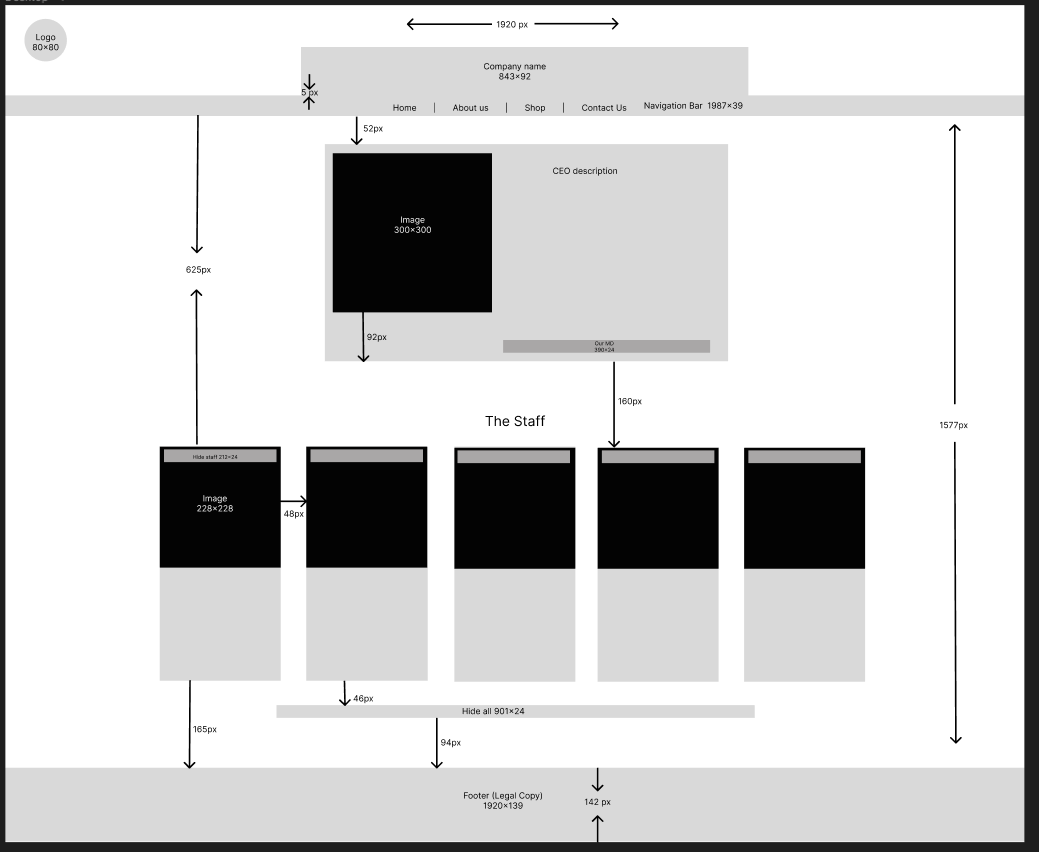 1920 px
Logo
80×80
Company name
843×92
5 px
Home | About us | Shop | Contact Us
Navigation Bar 1987×39
52px
CEO description
Image
300×300
625px
92px
Our MD
390×24
160px
1577px
The Staff
Hide staff 213×24
Image
228×228
48px
46px
Hide all 901×24
165px
94px
Footer (Legal Copy)
1920×139
142 px